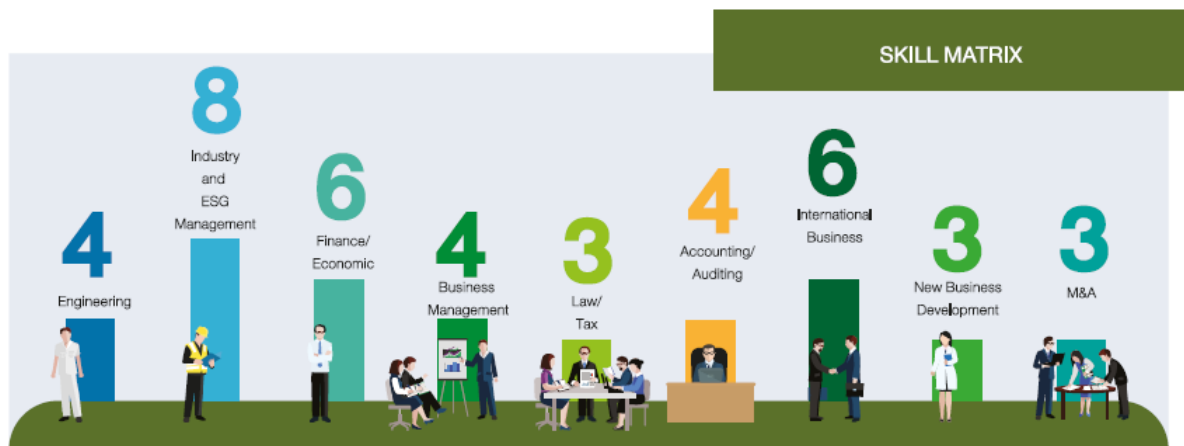 SKILL MATRIX
4
Engineering
8
Industry
and
ESG
Management
6
Finance/
Economic
4
Business
Management
3
Law/
Tax
4
Accounting/
Auditing
6
International
Business
3
New Business
Development
3
M&A